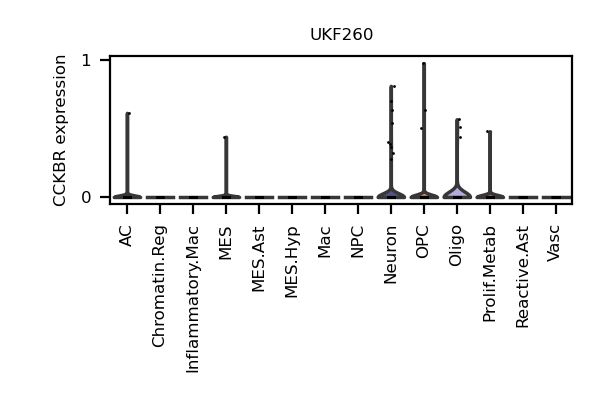 UKF260
CCKBR expression
1
0
AC
Chromatin.Reg
Inflammatory.Mac
MES
MES.Ast
MES.Hyp
Mac
NPC
Neuron
OPC
Oligo
Prolif.Metab
Reactive.Ast
Vasc